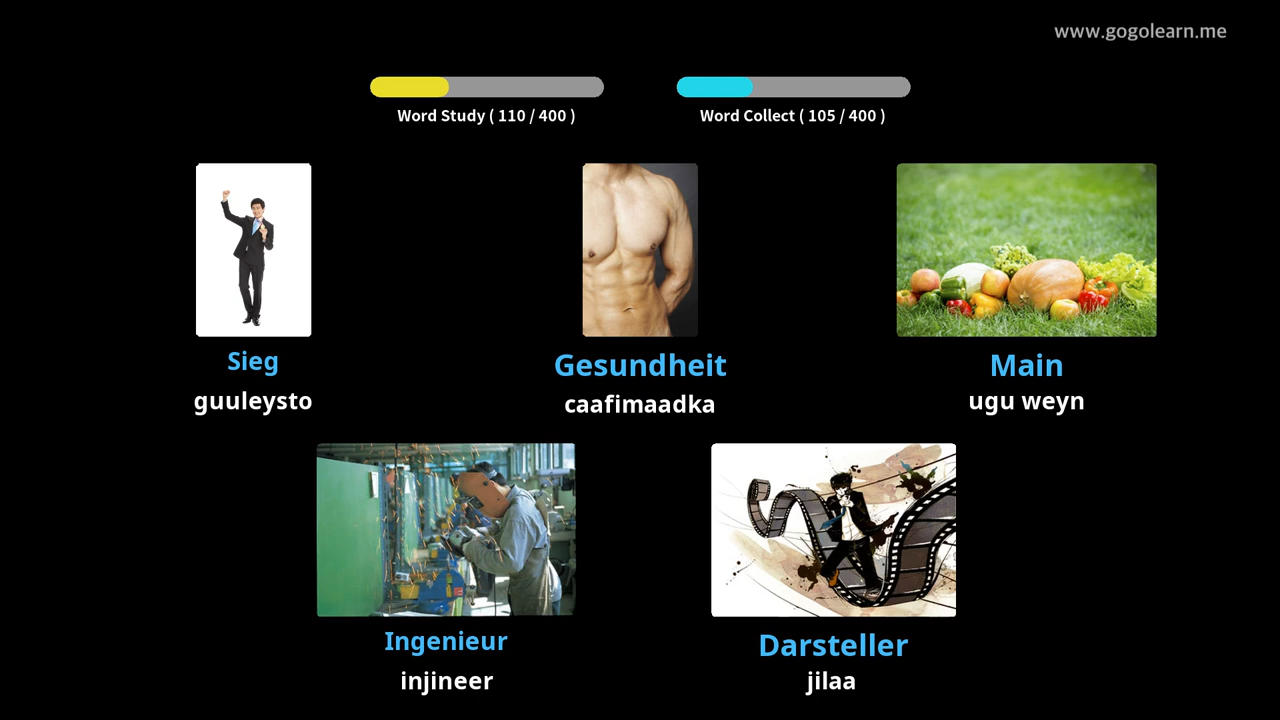 www.gogolearn.me
Word Study ( 110 / 400 )
Word Collect ( 105 / 400 )
Sieg
guuleysto
Gesundheit
caafimaadka
Main
ugu weyn
Ingenieur
injineer
Darsteller
jilaa